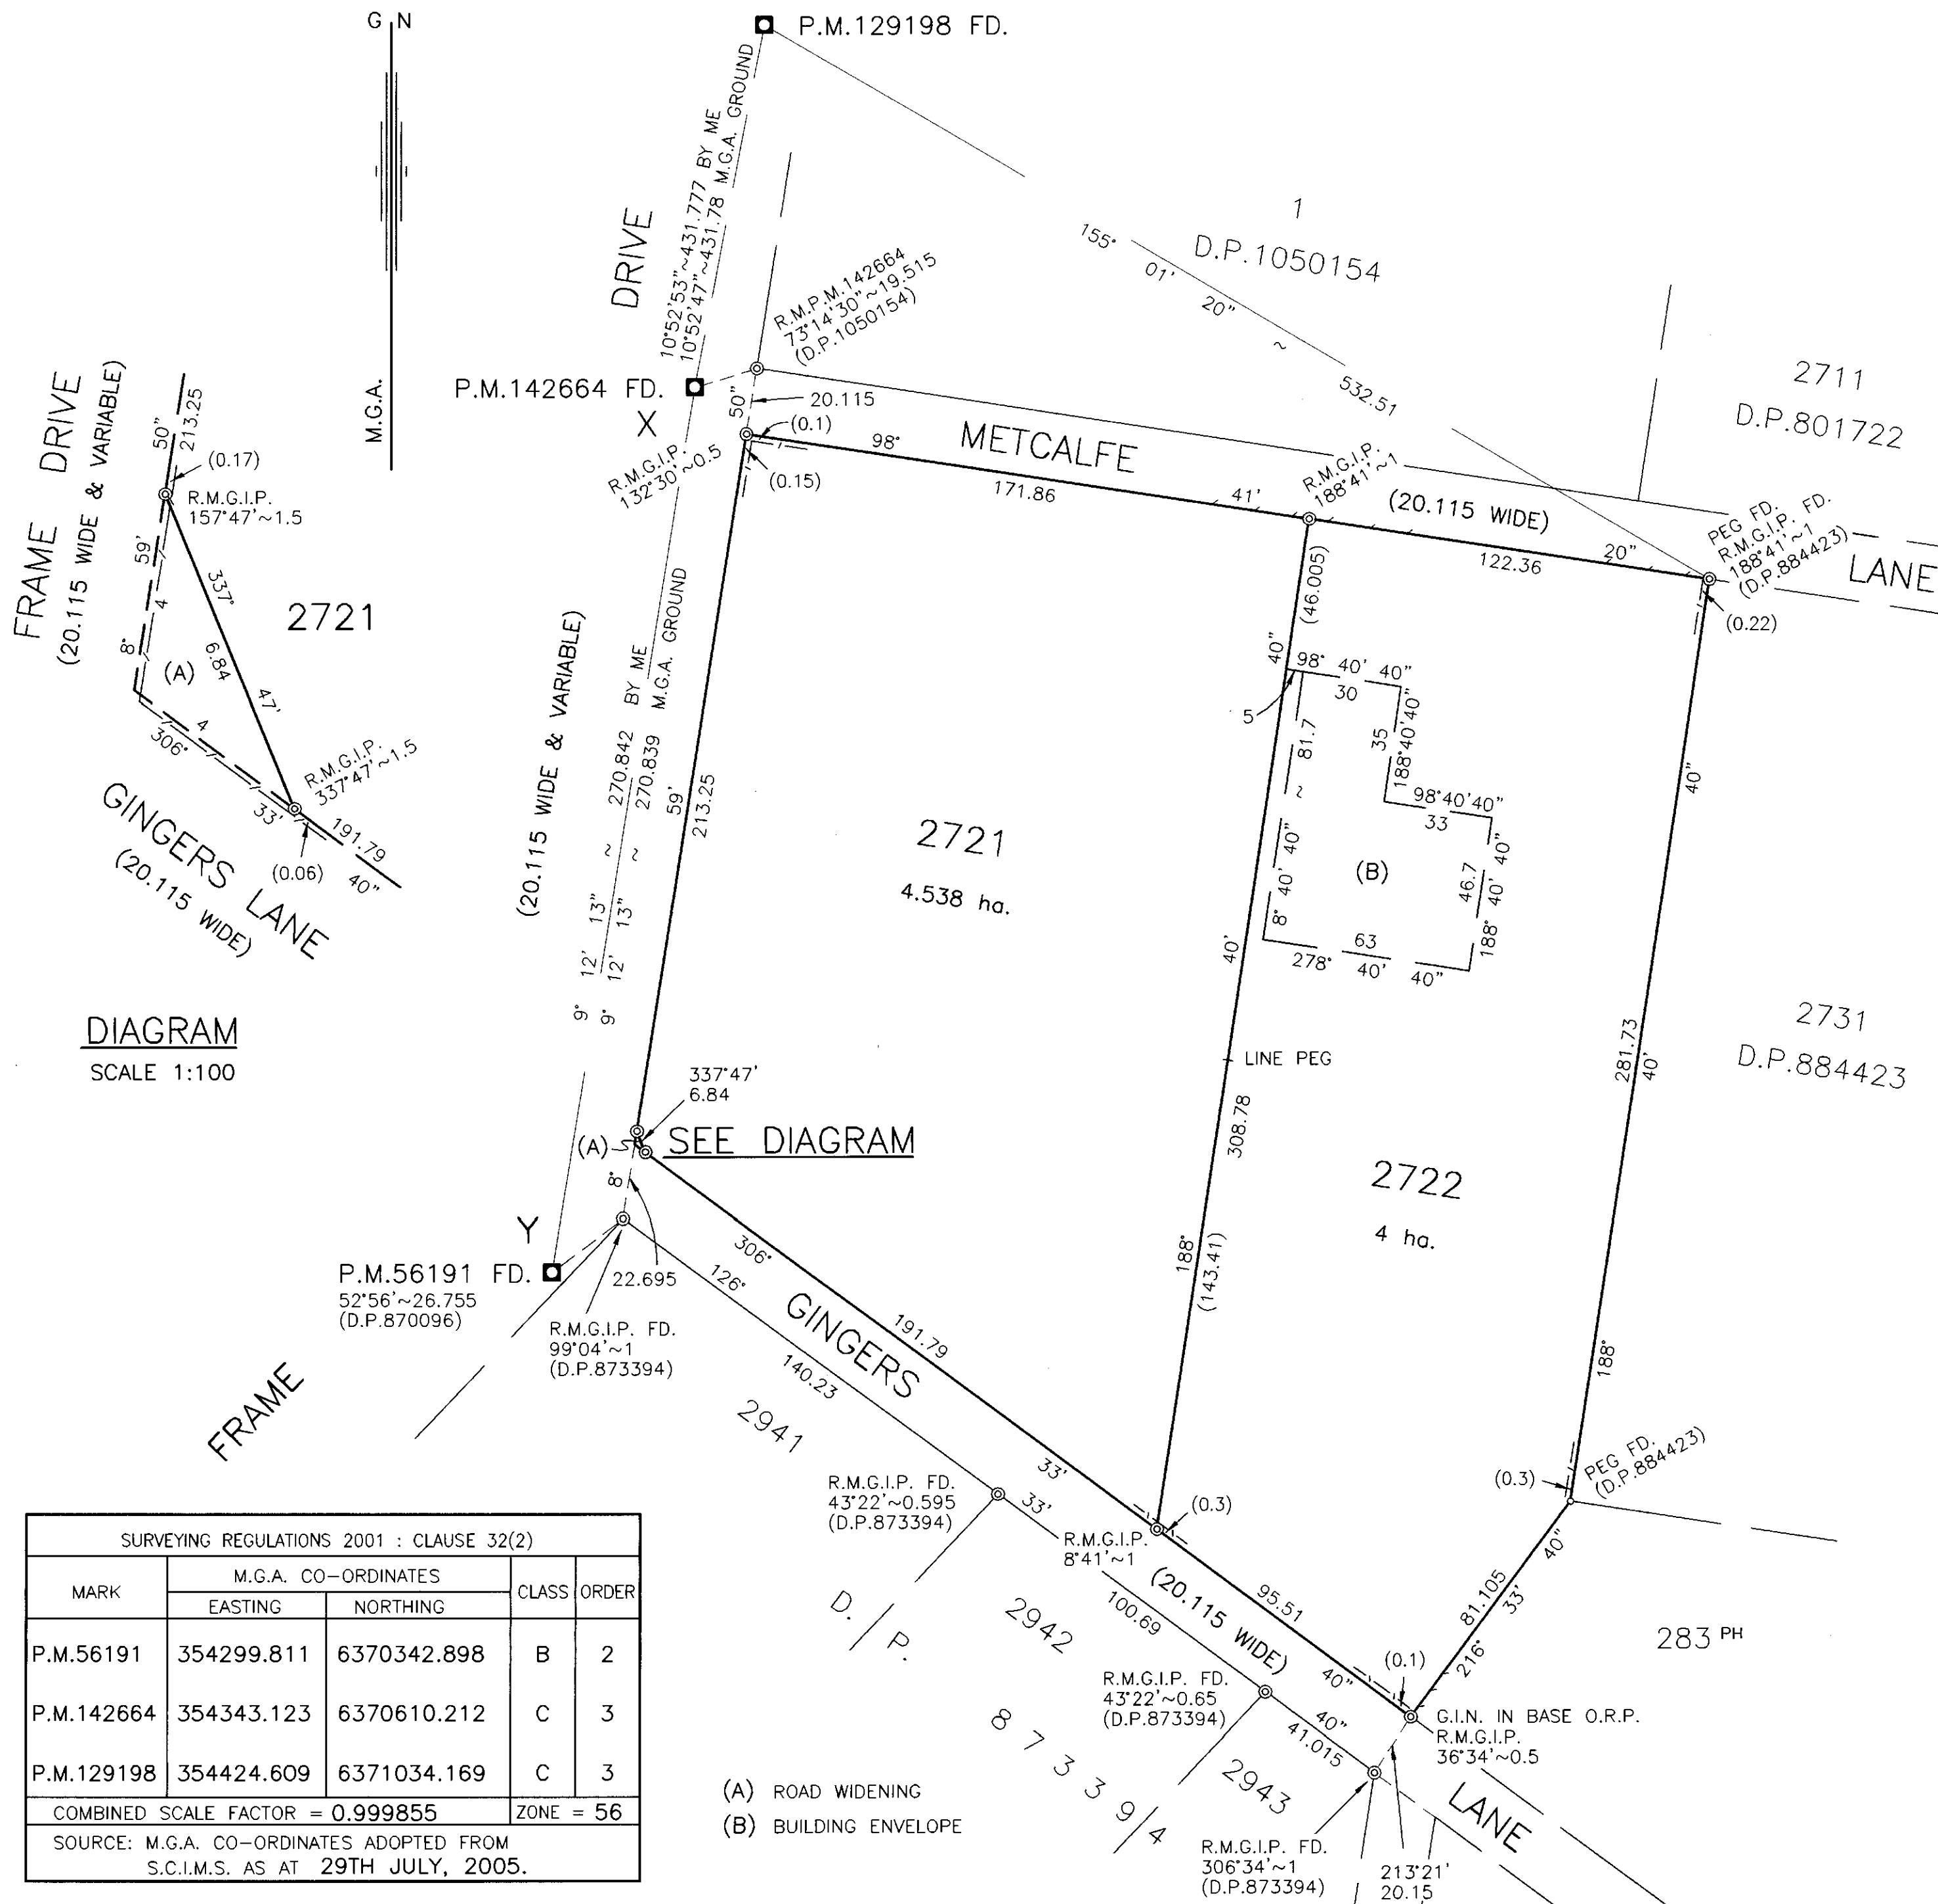 G N
M.G.A.
P.M.129198 FD.
10°52'53"~431.777 BY ME
10°52'47"~431.78 M.G.A. GROUND
DRIVE
R.M.P.M.142664
73°14'30"~19.515
(D.P.1050154)
P.M.142664 FD.
X
50"
20.115
R.M.G.I.P.
132°30'~0.5
(0.1)
(0.15)
98°
171.86
41'
METCALFE
(20.115 WIDE)
LANE
R.M.G.I.P.
188°41'~1
122.36
20"
155°
01'
20"
~
532.51
1
D.P.1050154
2711
D.P.801722
PEG FD.
R.M.G.I.P. FD.
188°41'~1
(D.P.884423)
(0.22)
FRAME DRIVE
(20.115 WIDE & VARIABLE)
50"
213.25
(0.17)
R.M.G.I.P.
157°47'~1.5
59'
4
8°
(A)
337°
6.84
47'
2721
4
306°
33'
R.M.G.I.P.
337°47'~1.5
191.79
40"
(0.06)
GINGERS LANE
(20.115 WIDE)
DIAGRAM
SCALE 1:100
(20.115 WIDE & VARIABLE)
9° 12' 13" ~ 270.842 BY ME
9° 12' 13" ~ 270.839 M.G.A. GROUND
59'
213.25
2721
4.538 ha.
(46.005)
40"
98° 40' 40"
30
5
35
188°40'40"
98°40'40"
33
81.7
~
40"
40'
8°
(B)
46.7
40"
40'
188°
63
278° 40' 40"
40'
LINE PEG
308.78
188°
(143.41)
40"
281.73
40'
188°
2731
D.P.884423
2722
4 ha.
337°47'
6.84
(A)
SEE DIAGRAM
8°
Y
P.M.56191 FD.
52°56'~26.755
(D.P.870096)
22.695
R.M.G.I.P. FD.
99°04'~1
(D.P.873394)
FRAME
306°
191.79
33'
126°
140.23
33'
GINGERS
2941
R.M.G.I.P. FD.
43°22'~0.595
(D.P.873394)
R.M.G.I.P.
8°41'~1
(0.3)
(20.115 WIDE)
95.51
40"
100.69
2942
D. P.
873394
R.M.G.I.P. FD.
43°22'~0.65
(D.P.873394)
40"
41.015
2943
(0.1)
(0.3)
PEG FD.
(D.P.884423)
40"
81.105
33'
216°
283 PH
G.I.N. IN BASE O.R.P.
R.M.G.I.P.
36°34'~0.5
LANE
R.M.G.I.P. FD.
306°34'~1
(D.P.873394)
213°21'
20.15
SURVEYING REGULATIONS 2001 : CLAUSE 32(2)
MARK M.G.A. CO-ORDINATES CLASS ORDER
EASTING NORTHING
P.M.56191 354299.811 6370342.898 B 2
P.M.142664 354343.123 6370610.212 C 3
P.M.129198 354424.609 6371034.169 C 3
COMBINED SCALE FACTOR = 0.999855 ZONE = 56
SOURCE: M.G.A. CO-ORDINATES ADOPTED FROM
S.C.I.M.S. AS AT 29TH JULY, 2005.
(A) ROAD WIDENING
(B) BUILDING ENVELOPE